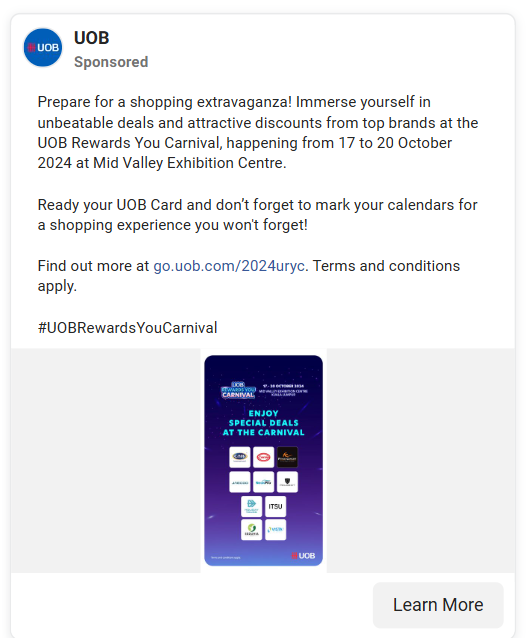 UOB
UOB
Sponsored
Prepare for a shopping extravaganza! Immerse yourself in
unbeatable deals and attractive discounts from top brands at the
UOB Rewards You Carnival, happening from 17 to 20 October
2024 at Mid Valley Exhibition Centre.
Ready your UOB Card and don’t forget to mark your calendars for
a shopping experience you won't forget!
Find out more at go.uob.com/2024uryc. Terms and conditions
apply.
#UOBRewardsYouCarnival
UOB
REWARDS YOU
CARNIVAL
17 - 20 OCTOBER 2024
MID VALLEY EXHIBITION CENTRE
KUALA LUMPUR
ENJOY
SPECIAL DEALS
AT THE CARNIVAL
ITSU
UOB
Learn More